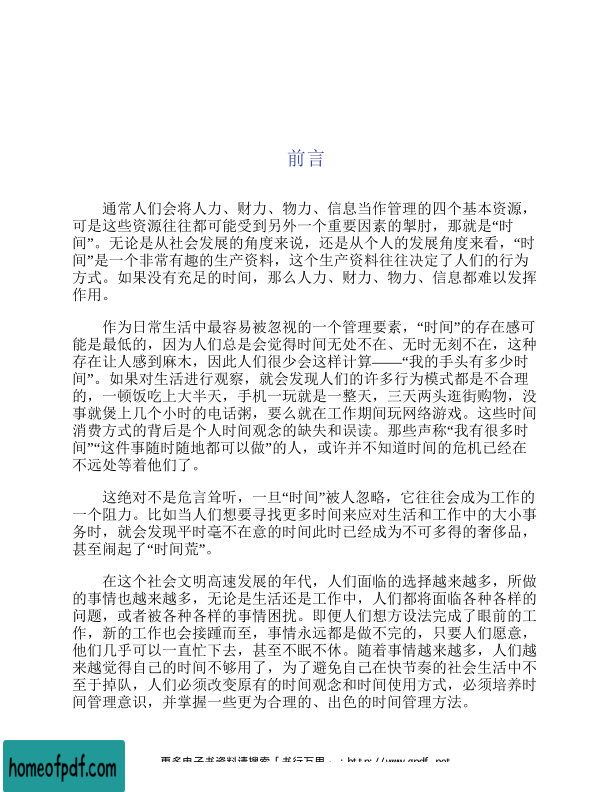 前言
通常人们会将人力、财力、物力、信息当作管理的四个基本资源，
可是这些资源往往都可能受到另外一个重要因素的掣肘，那就是“时
间”。无论是从社会发展的角度来说，还是从个人的发展角度来看，“时
间”是一个非常有趣的生产资料，这个生产资料往往决定了人们的行为
方式。如果没有充足的时间，那么人力、财力、物力、信息都难以发挥
作用。
作为日常生活中最容易被忽视的一个管理要素，“时间”的存在感可
能是最低的，因为人们总是会觉得时间无处不在、无时无刻不在，这种
存在让人感到麻木，因此人们很少会这样计算——“我的手头有多少时
间”。如果对生活进行观察，就会发现人们的许多行为模式都是不合理
的，一顿饭吃上大半天，手机一玩就是一整天，三天两头逛街购物，没
事就煲上几个小时的电话粥，要么就在工作期间玩网络游戏。这些时间
消费方式的背后是个人时间观念的缺失和误读。那些声称“我有很多时
间”“这件事随时随地都可以做”的人，或许并不知道时间的危机已经在
不远处等着他们了。
这绝对不是危言耸听，一旦“时间”被人忽略，它往往会成为工作的
一个阻力。比如当人们想要寻找更多时间来应对生活和工作中的大小事
务时，就会发现平时毫不在意的时间此时已经成为不可多得的奢侈品，
甚至闹起了“时间荒”。
在这个社会文明高速发展的年代，人们面临的选择越来越多，所做
的事情也越来越多，无论是生活还是工作中，人们都将面临各种各样的
问题，或者被各种各样的事情困扰。即便人们想方设法完成了眼前的工
作，新的工作也会接踵而至，事情永远都是做不完的，只要人们愿意，
他们几乎可以一直忙下去，甚至不眠不休。随着事情越来越多，人们越
来越觉得自己的时间不够用了，为了避免自己在快节奏的社会生活中不
至于掉队，人们必须改变原有的时间观念和时间使用方式，必须培养时
间管理意识，并掌握一些更为合理的、出色的时间管理方法。
homeofpdf.com
更多电子书资料请搜索「书行万里」：http://www.gpdf.net